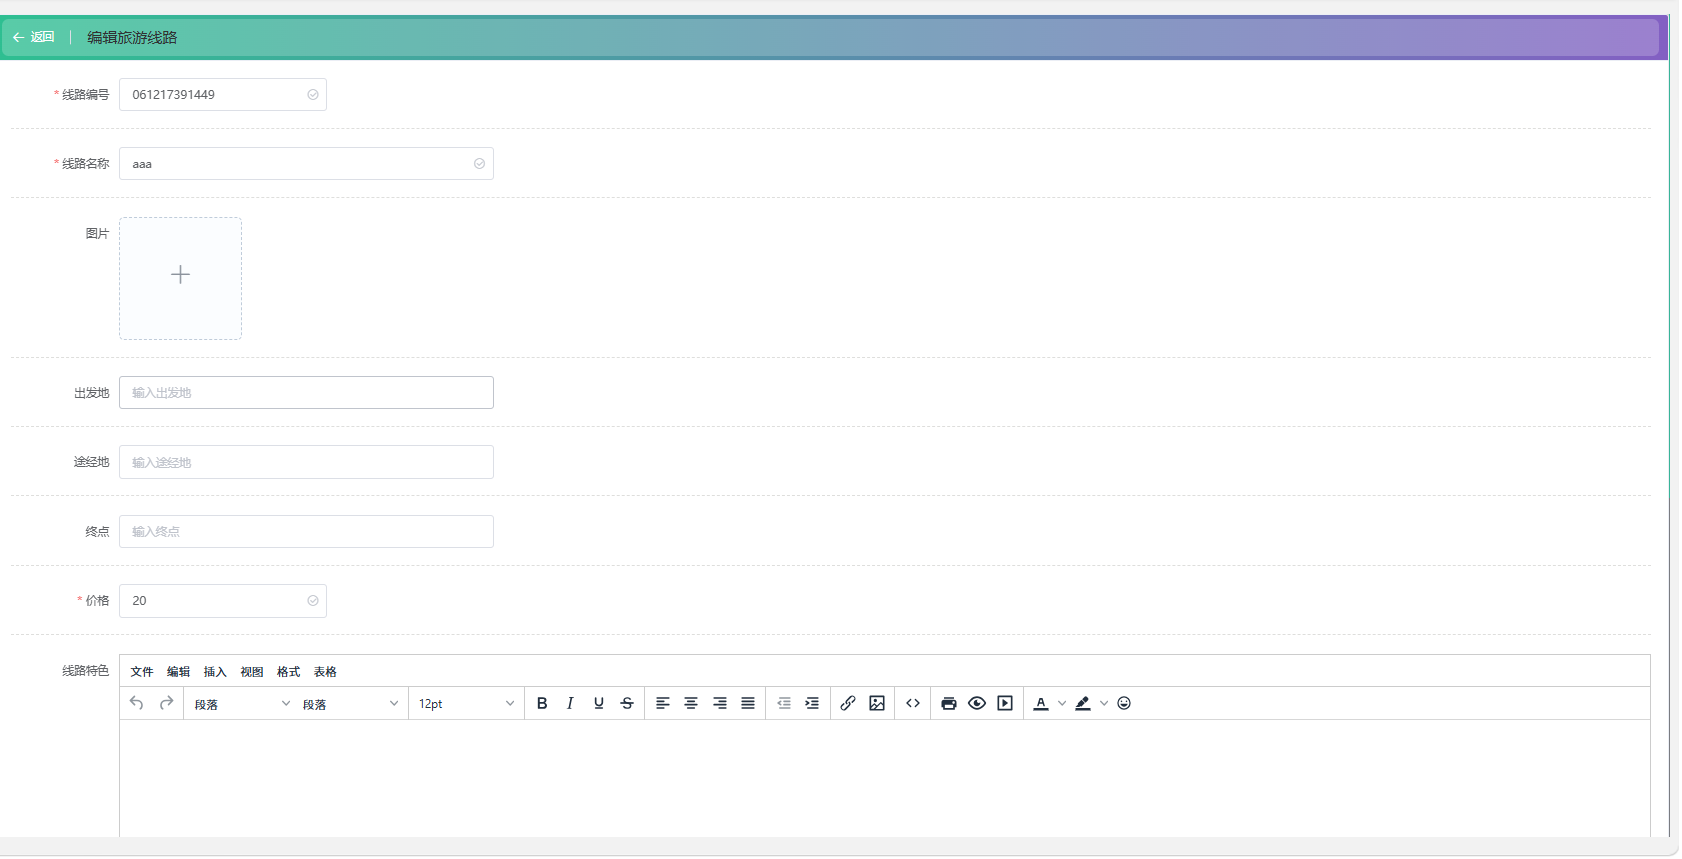 返回 编辑旅游线路
* 线路编号 061217391449
* 线路名称 aaa
图片
出发地 输入出发地
途经地 输入途经地
终点 输入终点
* 价格 20
线路特色 文件 编辑 插入 视图 格式 表格
段落 段落 12pt B I U S A